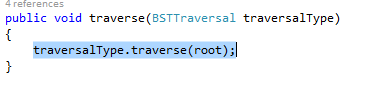 4 references
public void traverse(BSTTraversal traversalType)
{
traversalType.traverse(root);
}